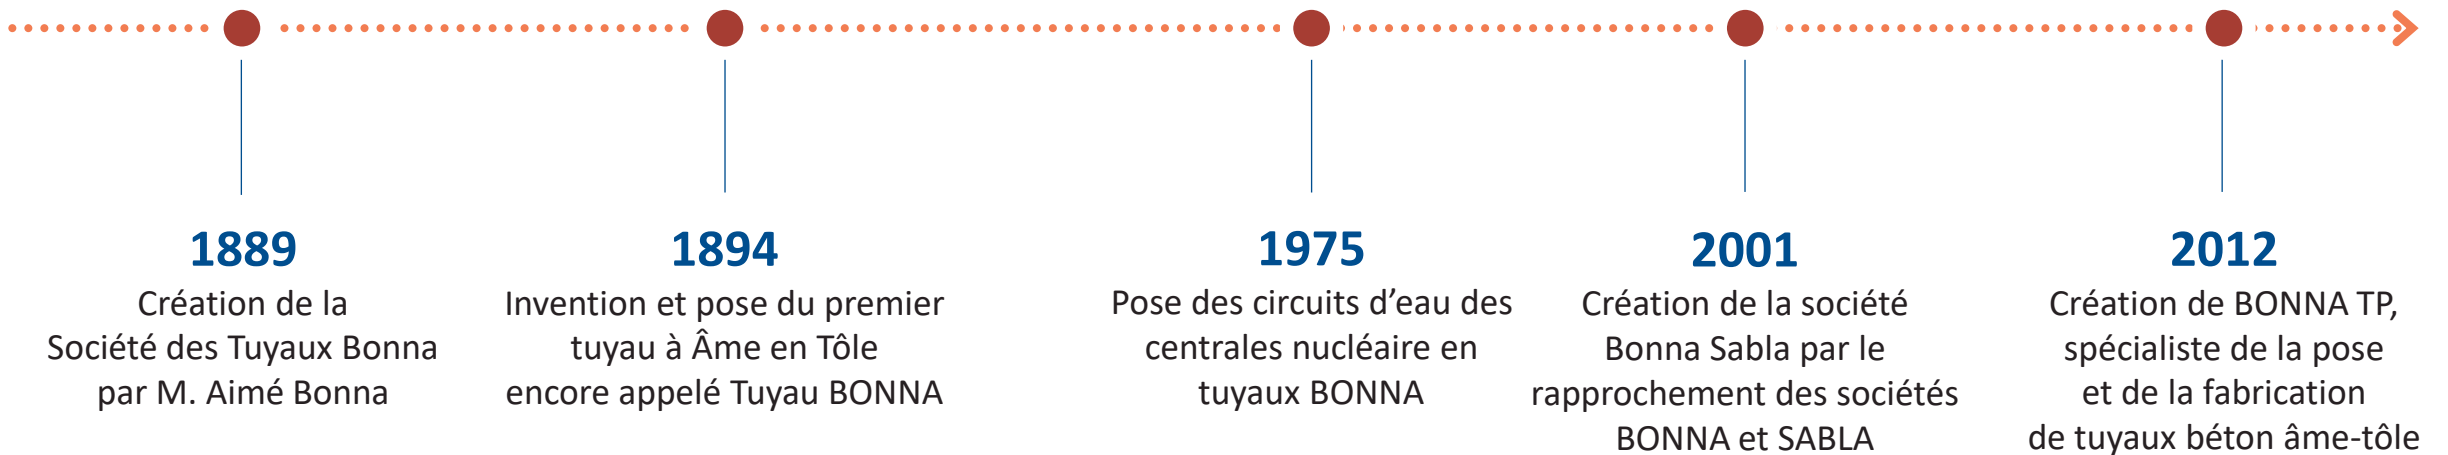 1889
Création de la
Société des Tuyaux Bonna
par M. Aimé Bonna
1894
Invention et pose du premier
tuyau à Âme en Tôle
encore appelé Tuyau BONNA
1975
Pose des circuits d'eau des
centrales nucléaire en
tuyaux BONNA
2001
Création de la société
Bonna Sabla par le
rapprochement des sociétés
BONNA et SABLA
2012
Création de BONNA TP,
spécialiste de la pose
et de la fabrication
de tuyaux béton âme-tôle